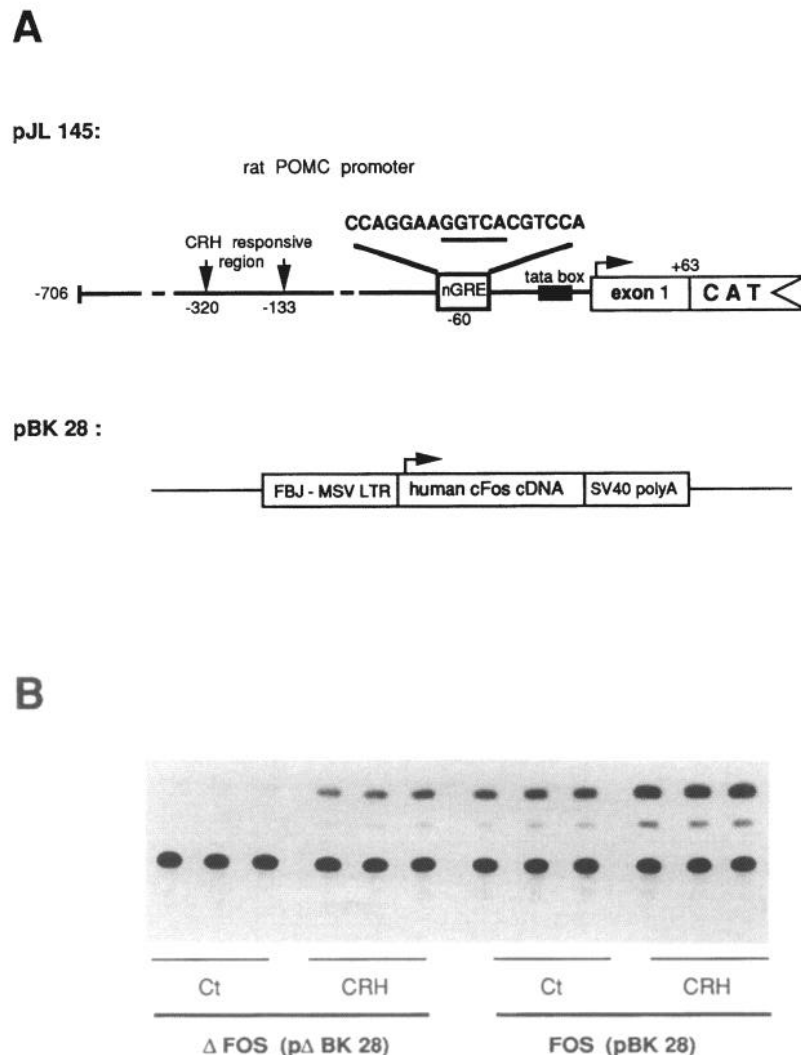 A
pJL 145:
rat POMC promoter
CCAGGAAGGTCACGTCCA
CRH responsive
region
tata box
+63
-706
nGRE
exon 1
CAT
-320
-133
-60
pBK 28 :
FBJ - MSV LTR
human cFos cDNA
SV40 polyA
B
Ct
CRH
Ct
CRH
Δ FOS (pΔ BK 28)
FOS (pBK 28)